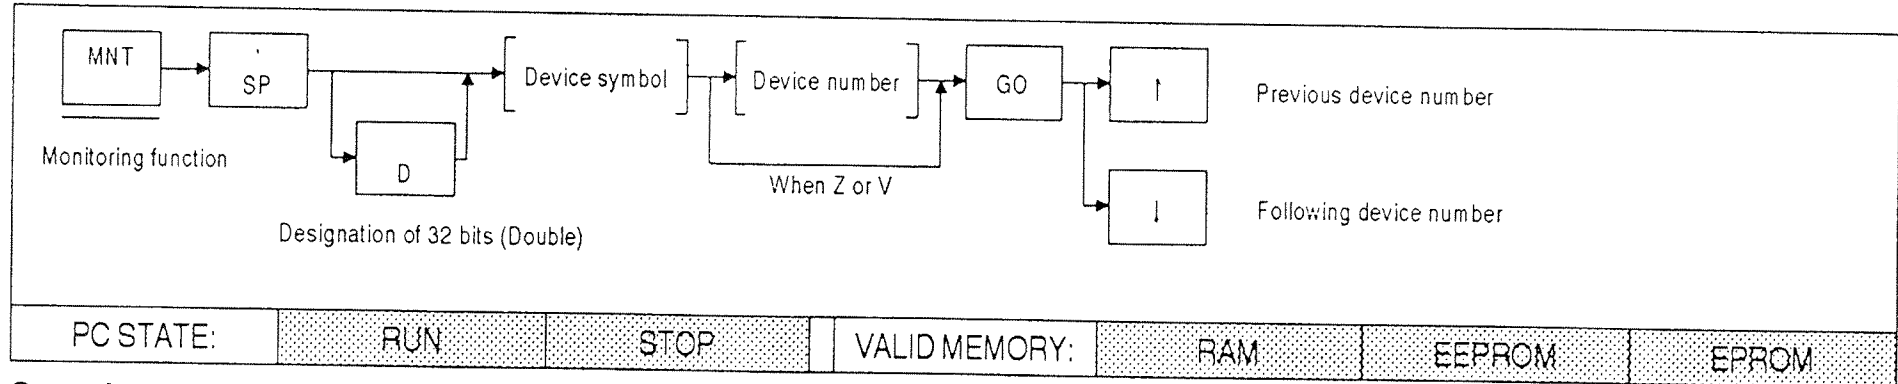 MNT
'
SP
[Device symbol]
[Device number]
GO
↑
Previous device number
Monitoring function
D
When Z or V
↓
Following device number
Designation of 32 bits (Double)
PC STATE: RUN STOP VALID MEMORY: RAM EEPROM EPROM